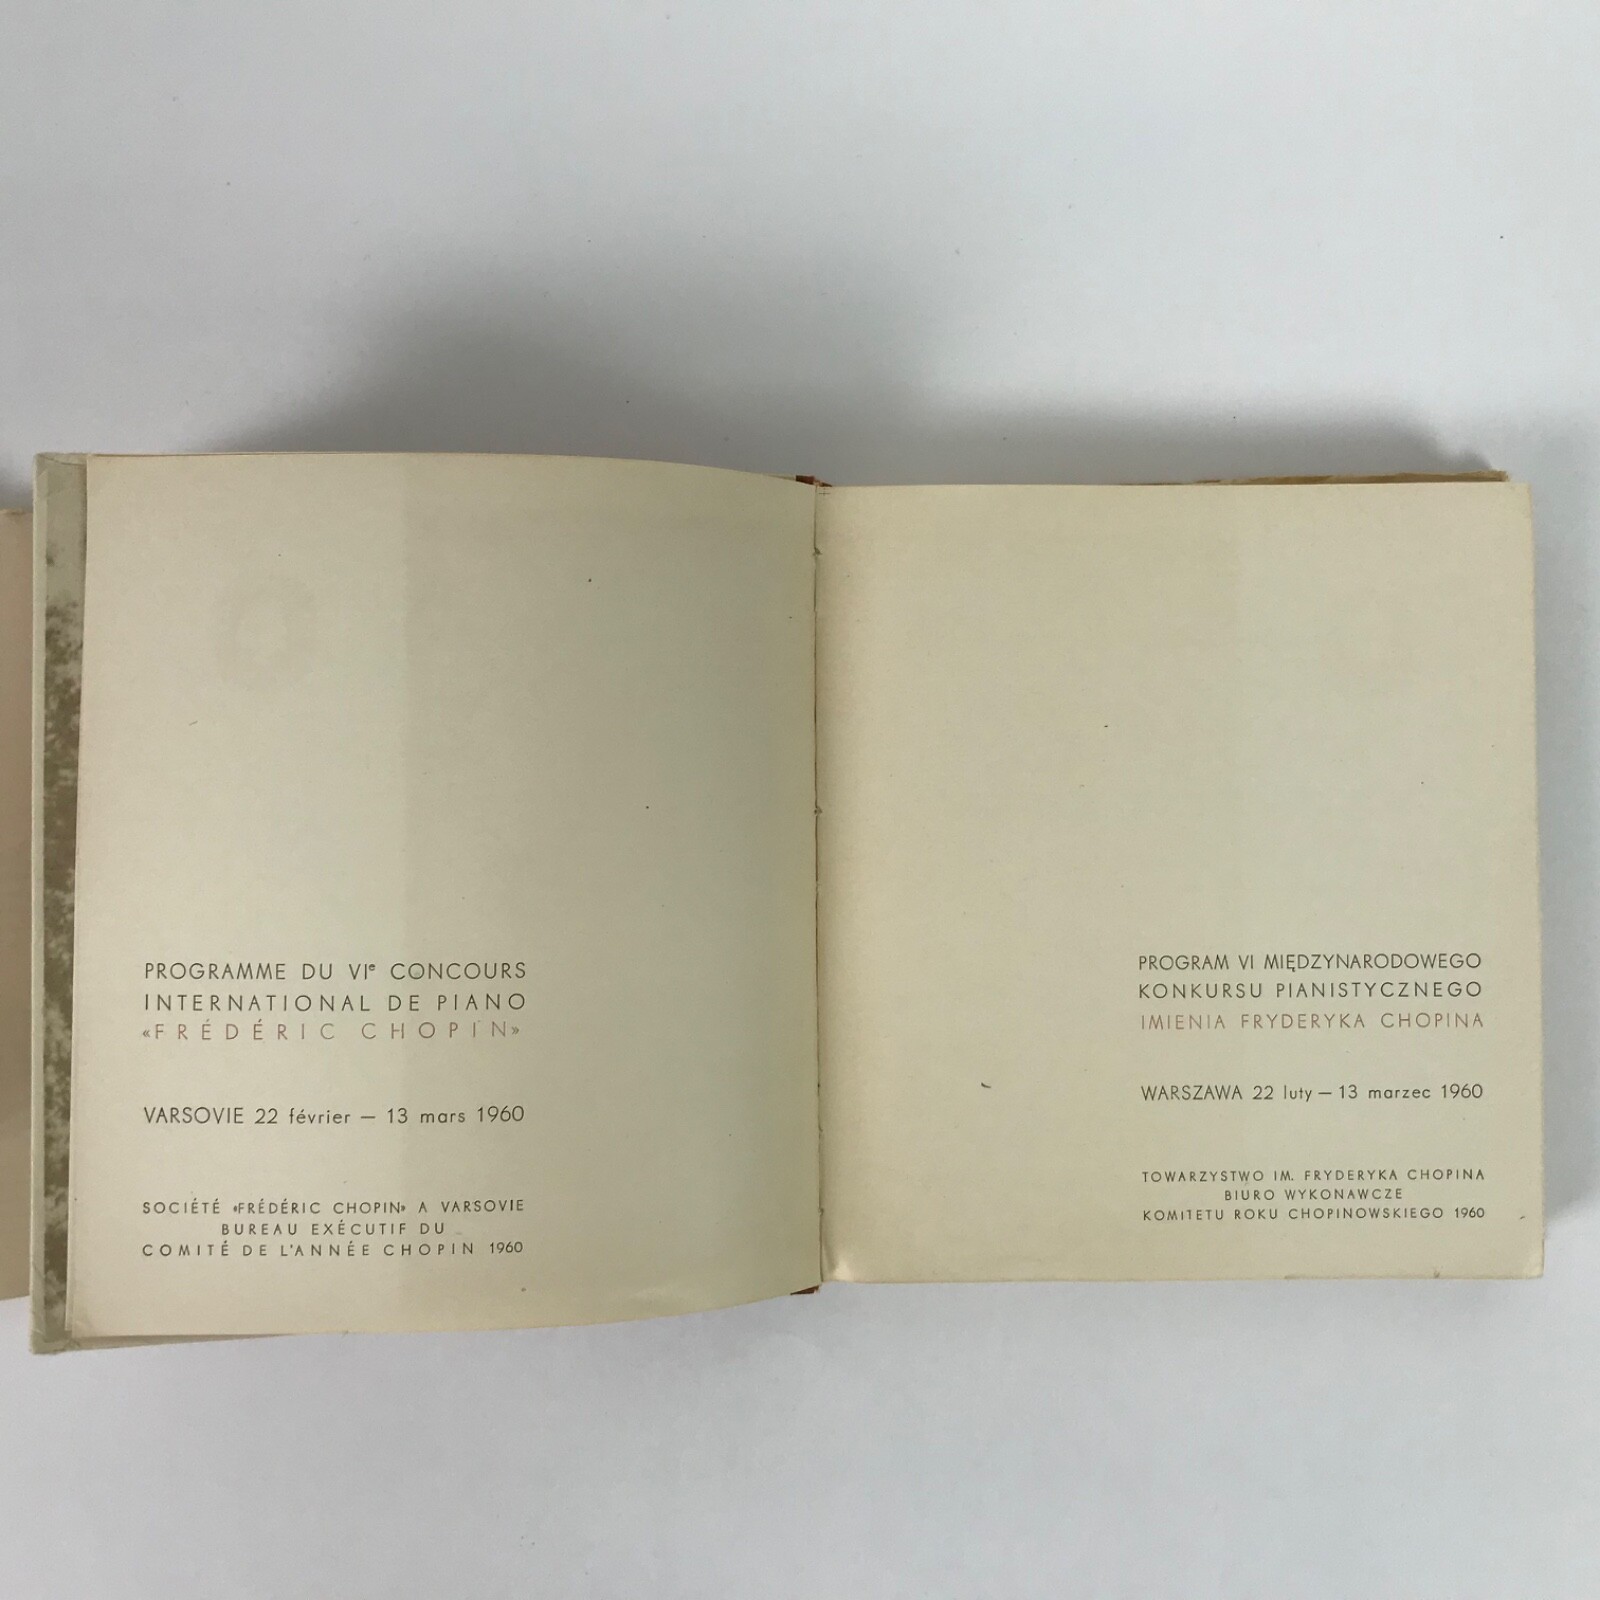 PROGRAMME DU VIe CONCOURS
INTERNATIONAL DE PIANO
«FRÉDÉRIC CHOPIN»
VARSOVIE 22 février — 13 mars 1960
SOCIÉTÉ «FRÉDÉRIC CHOPIN» A VARSOVIE
BUREAU EXÉCUTIF DU
COMITÉ DE L'ANNÉE CHOPIN 1960
PROGRAM VI MIĘDZYNARODOWEGO
KONKURSU PIANISTYCZNEGO
IMIENIA FRYDERYKA CHOPINA
WARSZAWA 22 luty — 13 marzec 1960
TOWARZYSTWO IM. FRYDERYKA CHOPINA
BIURO WYKONAWCZE
KOMITETU ROKU CHOPINOWSKIEGO 1960